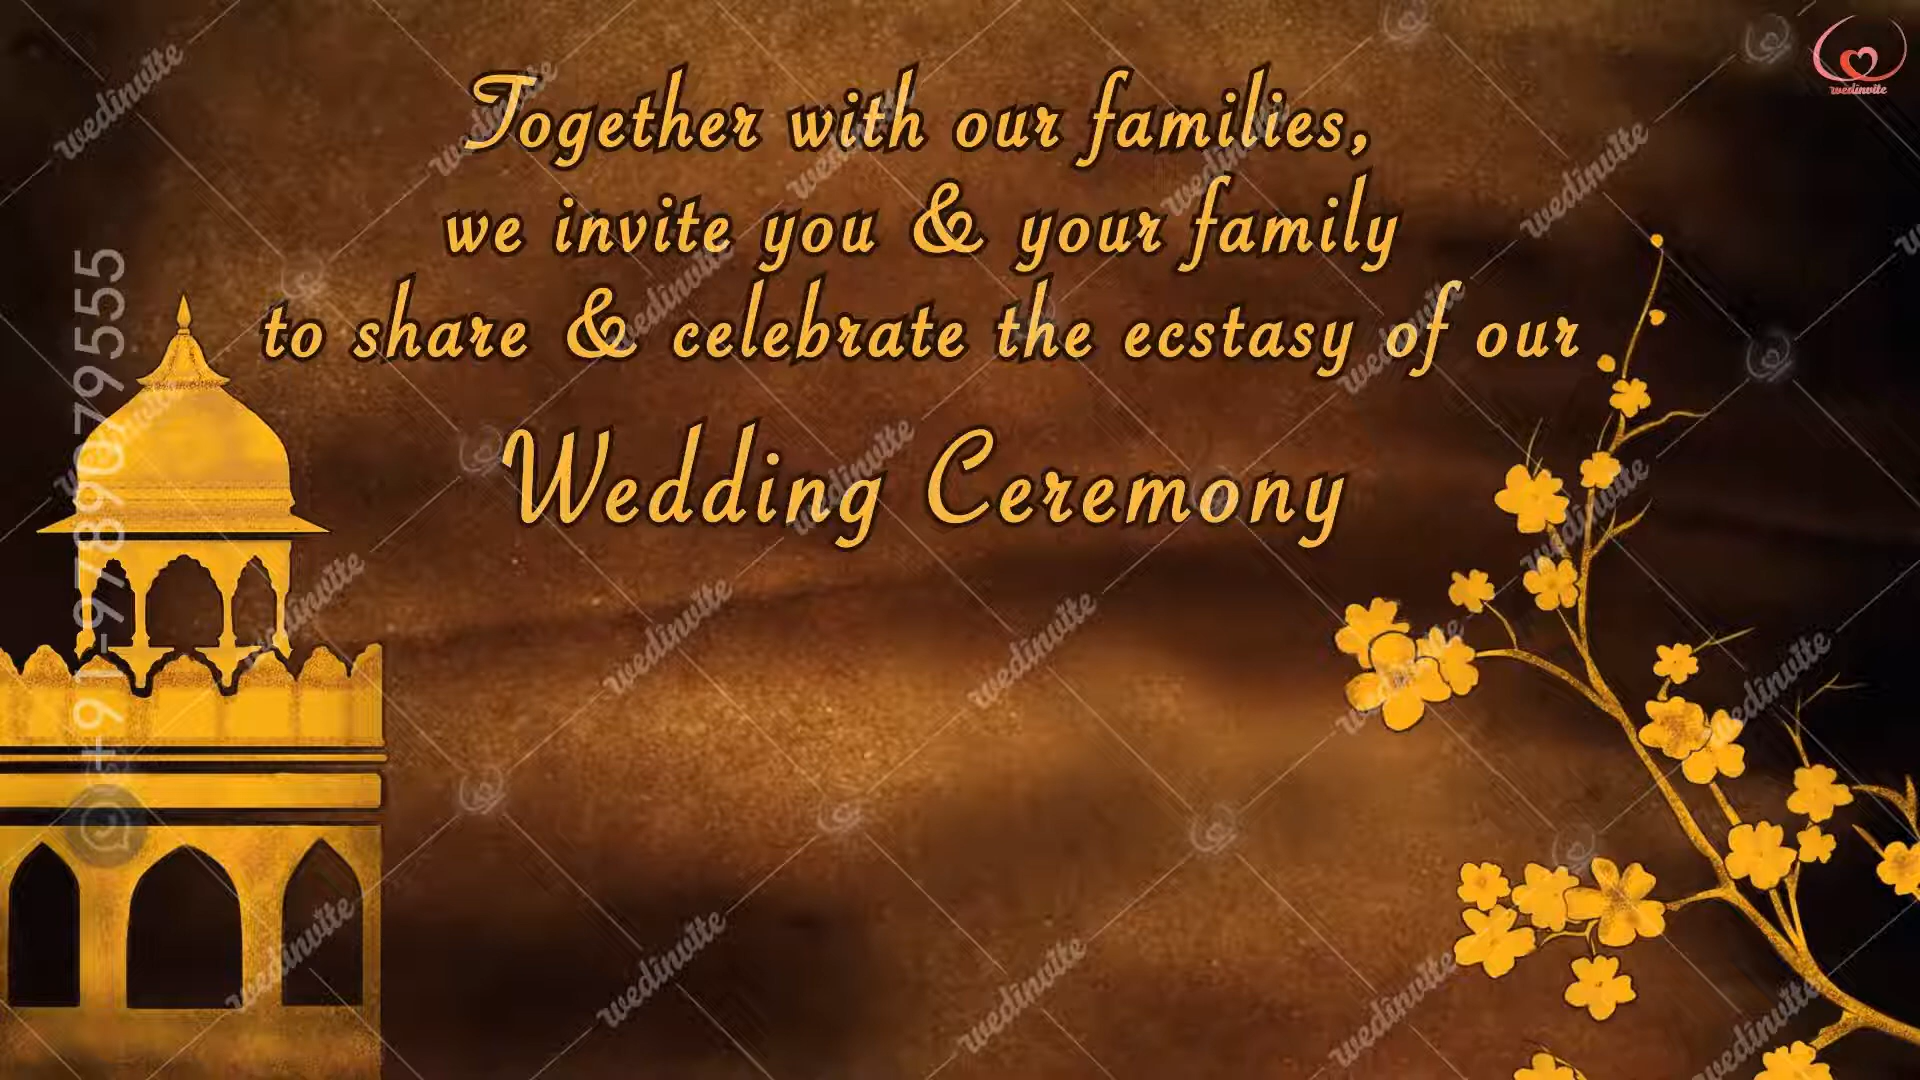 Together with our families,
we invite you & your family
to share & celebrate the ecstasy of our
Wedding Ceremony
wedinvite
+91-9789079555